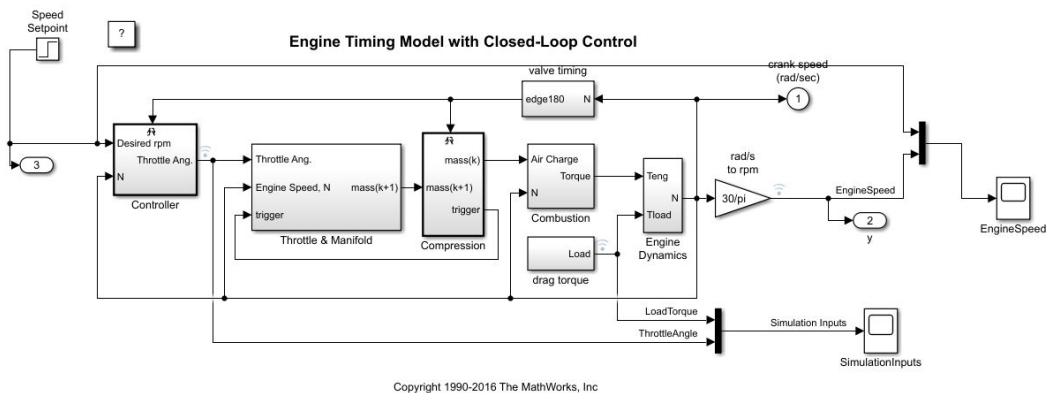 Speed
Setpoint
?
Engine Timing Model with Closed-Loop Control
valve timing
edge180 N
crank speed
(rad/sec)
1
3
Desired rpm
Throttle Ang.
N
Controller
Throttle Ang.
Engine Speed, N
trigger
mass(k+1)
Throttle & Manifold
mass(k)
mass(k+1)
trigger
Compression
Air Charge
Torque
N
Combustion
Load
drag torque
Teng
N
Tload
Engine
Dynamics
rad/s
to rpm
30/pi
EngineSpeed
2
y
EngineSpeed
LoadTorque
ThrottleAngle
Simulation Inputs
SimulationInputs
Copyright 1990-2016 The MathWorks, Inc